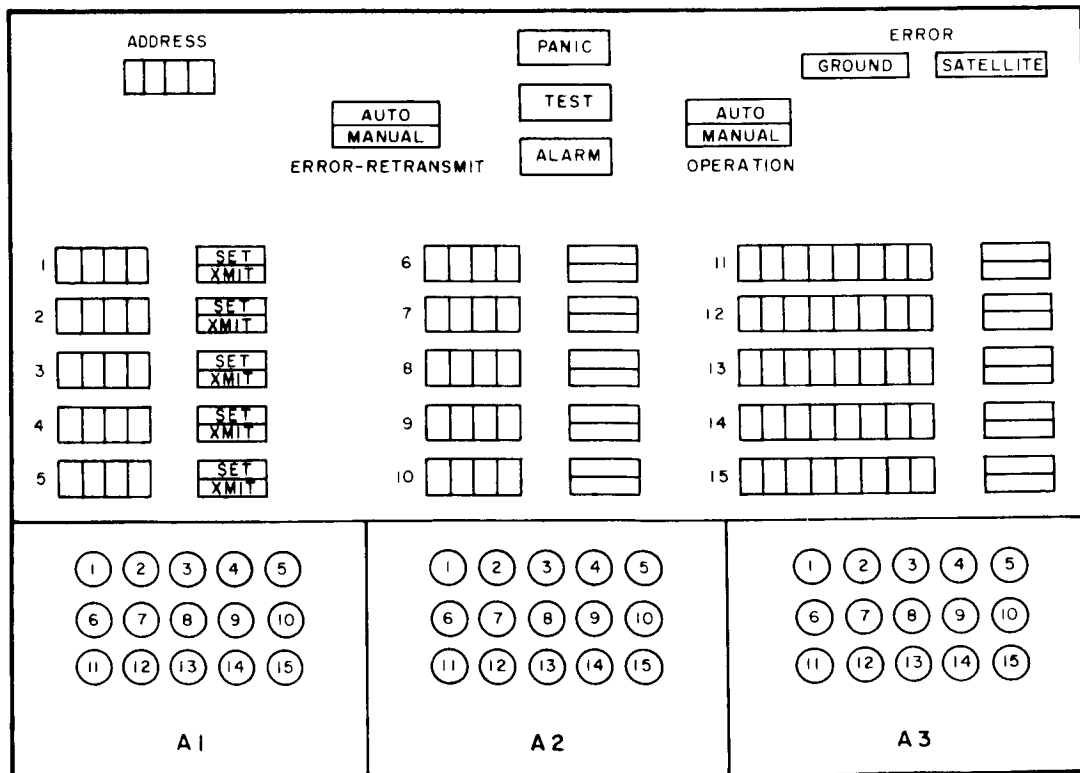 ADDRESS
PANIC
ERROR
GROUND SATELLITE
TEST
AUTO
MANUAL
ERROR-RETRANSMIT
ALARM
AUTO
MANUAL
OPERATION
1 SET XMIT 6 11
2 SET XMIT 7 12
3 SET XMIT 8 13
4 SET XMIT 9 14
5 SET XMIT 10 15
1 2 3 4 5
6 7 8 9 10
11 12 13 14 15
A1
1 2 3 4 5
6 7 8 9 10
11 12 13 14 15
A2
1 2 3 4 5
6 7 8 9 10
11 12 13 14 15
A3